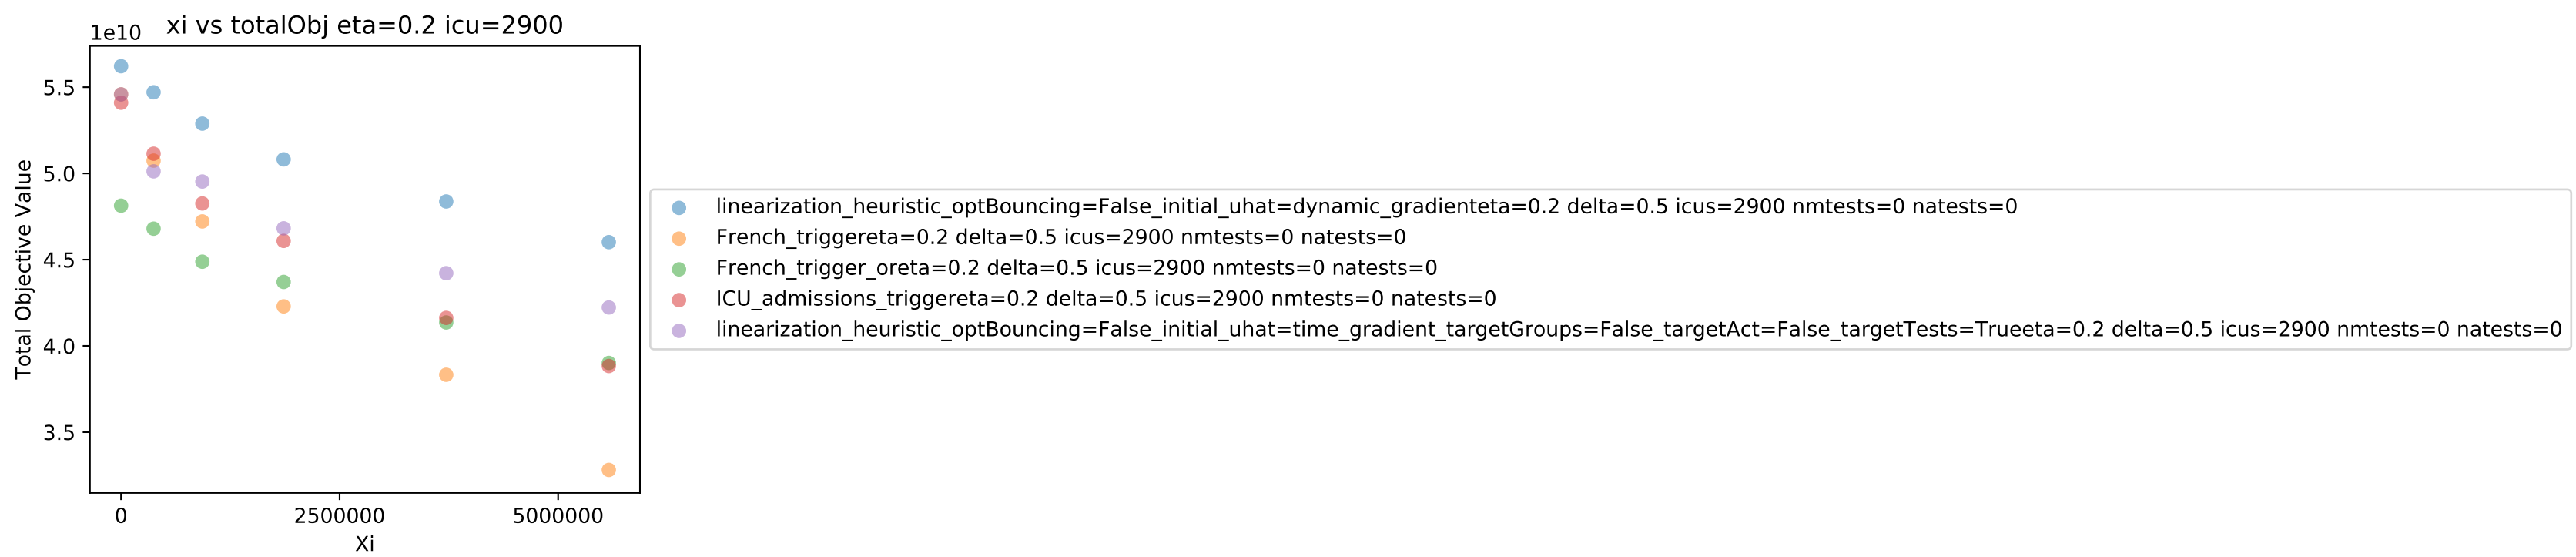 xi vs totalObj eta=0.2 icu=2900
1e10
5.5
5.0
4.5
4.0
3.5
Total Objective Value
0
2500000
5000000
Xi
linearization_heuristic_optBouncing=False_initial_uhat=dynamic_gradienteta=0.2 delta=0.5 icus=2900 nmtests=0 natests=0
French_triggereta=0.2 delta=0.5 icus=2900 nmtests=0 natests=0
French_trigger_oreta=0.2 delta=0.5 icus=2900 nmtests=0 natests=0
ICU_admissions_triggereta=0.2 delta=0.5 icus=2900 nmtests=0 natests=0
linearization_heuristic_optBouncing=False_initial_uhat=time_gradient_targetGroups=False_targetAct=False_targetTests=Trueeta=0.2 delta=0.5 icus=2900 nmtests=0 natests=0